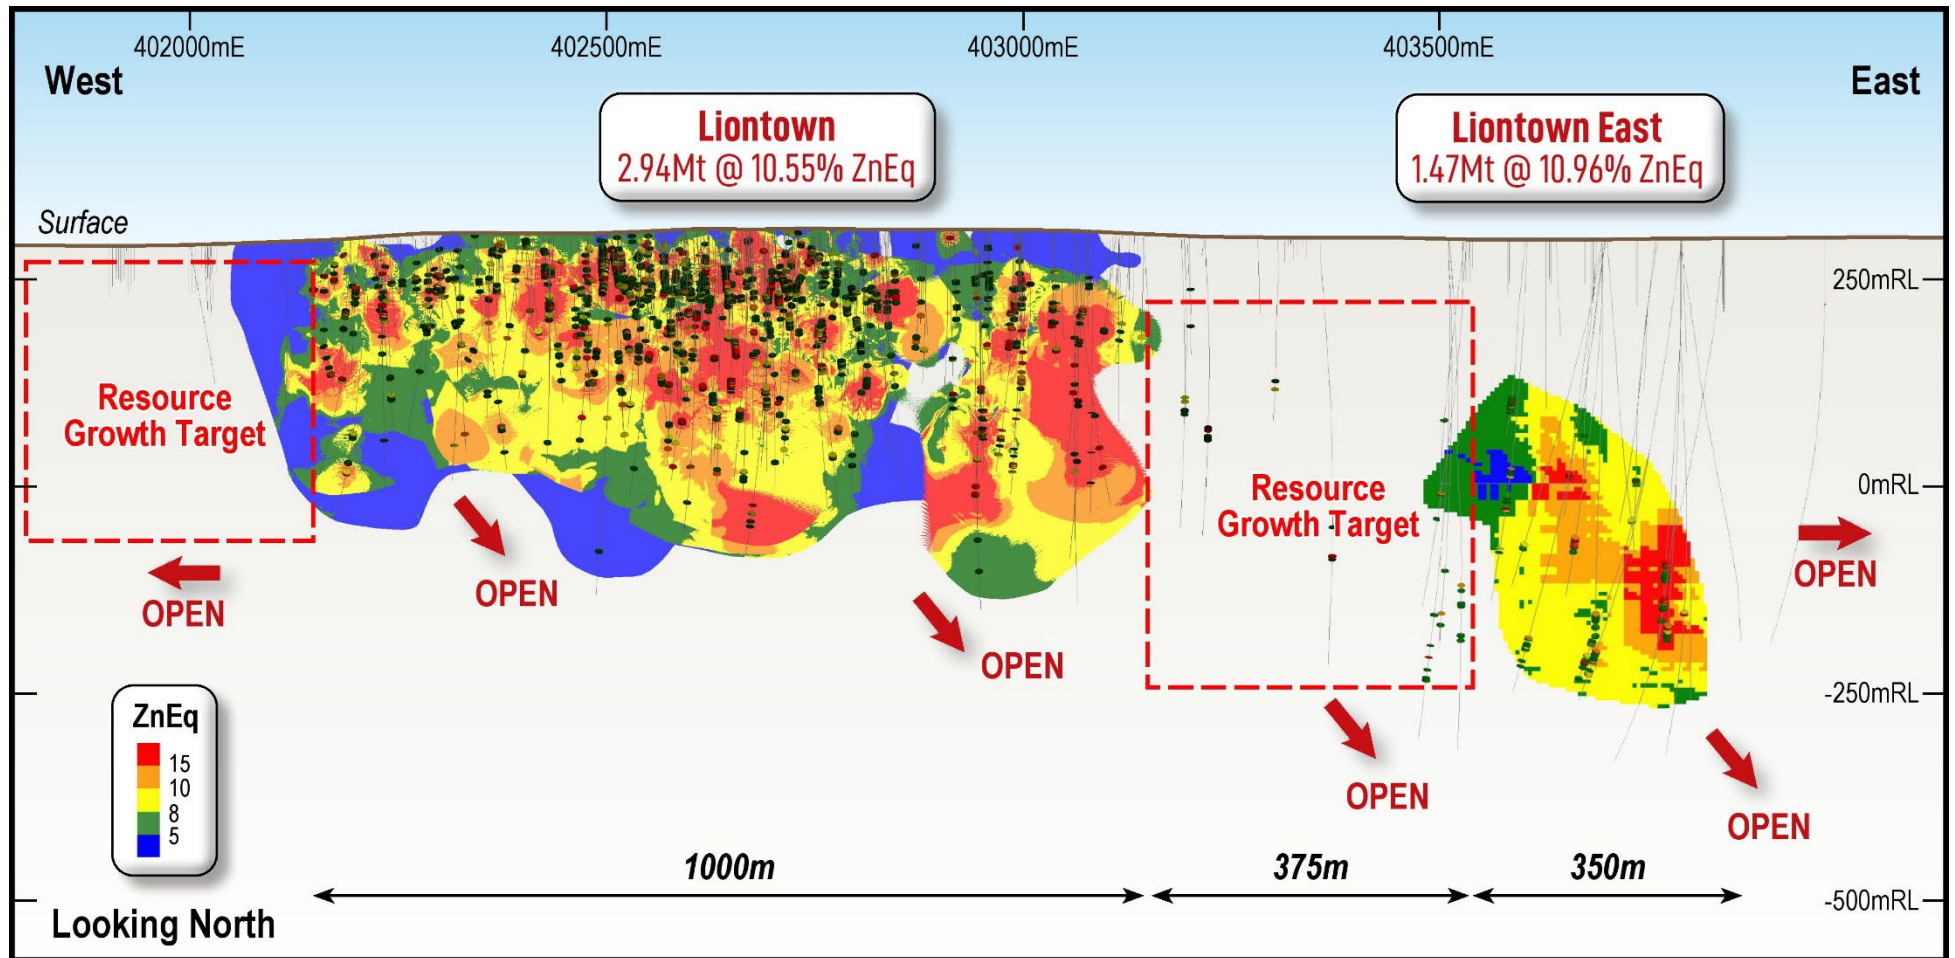 402000mE
402500mE
403000mE
403500mE
West
East
Liontown
2.94Mt @ 10.55% ZnEq
Liontown East
1.47Mt @ 10.96% ZnEq
Surface
250mRL
Resource
Growth Target
0mRL
Resource
Growth Target
OPEN
OPEN
OPEN
OPEN
OPEN
OPEN
-250mRL
ZnEq
15
10
8
5
1000m
375m
350m
-500mRL
Looking North